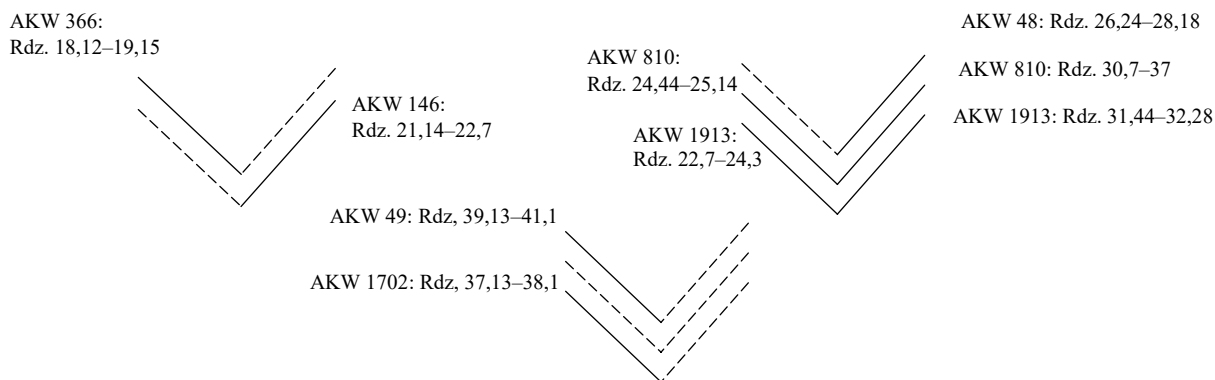 AKW 366:
Rdz. 18,12–19,15
AKW 146:
Rdz. 21,14–22,7
AKW 810:
Rdz. 24,44–25,14
AKW 1913:
Rdz. 22,7–24,3
AKW 48: Rdz. 26,24–28,18
AKW 810: Rdz. 30,7–37
AKW 1913: Rdz. 31,44–32,28
AKW 49: Rdz, 39,13–41,1
AKW 1702: Rdz, 37,13–38,1